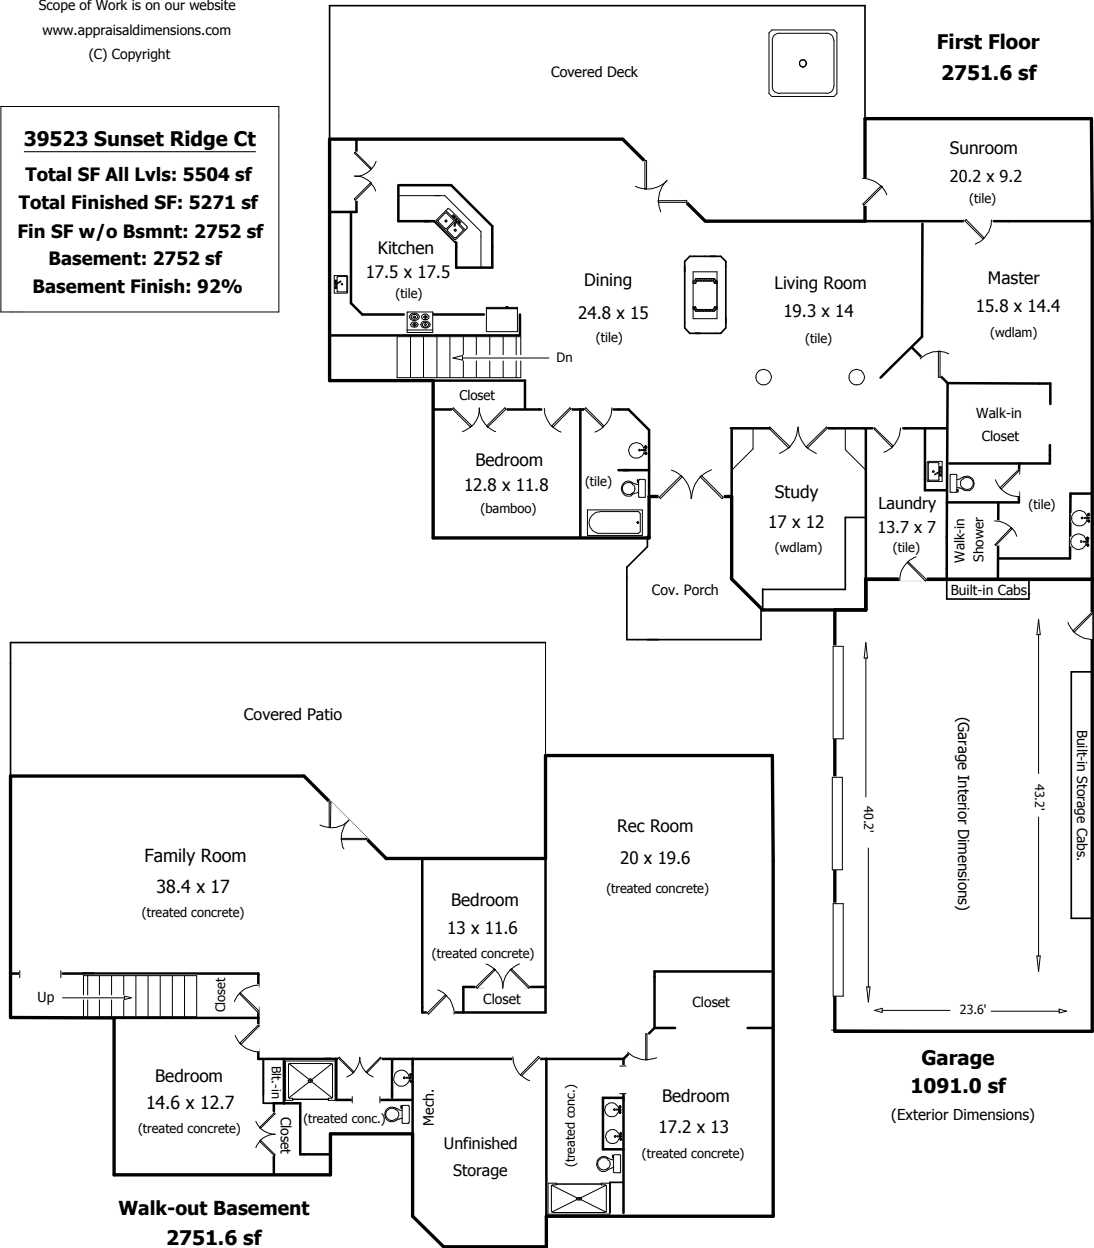 Scope of Work is on our website
www.appraisaldimensions.com
(C) Copyright
39523 Sunset Ridge Ct
Total SF All Lvls: 5504 sf
Total Finished SF: 5271 sf
Fin SF w/o Bsmnt: 2752 sf
Basement: 2752 sf
Basement Finish: 92%
First Floor
2751.6 sf
Covered Deck
Sunroom
20.2 x 9.2
(tile)
Kitchen
17.5 x 17.5
(tile)
Dining
24.8 x 15
(tile)
Living Room
19.3 x 14
(tile)
Master
15.8 x 14.4
(wdlam)
Dn
Closet
Walk-in
Closet
Bedroom
12.8 x 11.8
(bamboo)
(tile)
Study
17 x 12
(wdlam)
Laundry
13.7 x 7
(tile)
Walk-in
Shower
(tile)
Cov. Porch
Built-in Cabs.
Built-in Storage Cabs.
(Garage Interior Dimensions)
40.2'
43.2'
23.6'
Garage
1091.0 sf
(Exterior Dimensions)
Covered Patio
Family Room
38.4 x 17
(treated concrete)
Rec Room
20 x 19.6
(treated concrete)
Bedroom
13 x 11.6
(treated concrete)
Closet
Up
Closet
Closet
Bedroom
14.6 x 12.7
(treated concrete)
Blt.-in
Closet
(treated conc.)
Mech.
Unfinished
Storage
(treated conc.)
Bedroom
17.2 x 13
(treated concrete)
Walk-out Basement
2751.6 sf